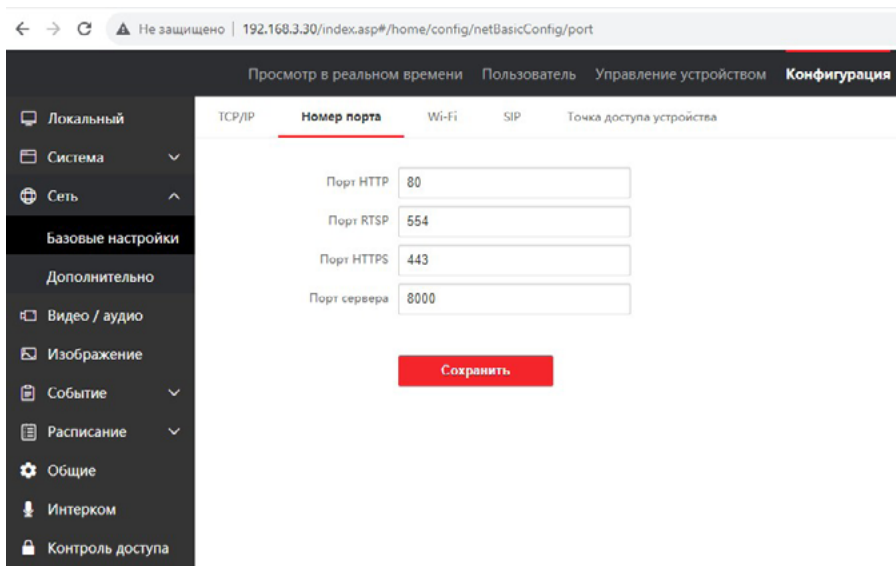 Не защищено | 192.168.3.30/index.asp#/home/config/netBasicConfig/port
Просмотр в реальном времени Пользователь Управление устройством Конфигурация
Локальный
Система
Сеть
Базовые настройки
Дополнительно
Видео / аудио
Изображение
Событие
Расписание
Общие
Интерком
Контроль доступа
TCP/IP Номер порта Wi-Fi SIP Точка доступа устройства
Порт HTTP 80
Порт RTSP 554
Порт HTTPS 443
Порт сервера 8000
Сохранить